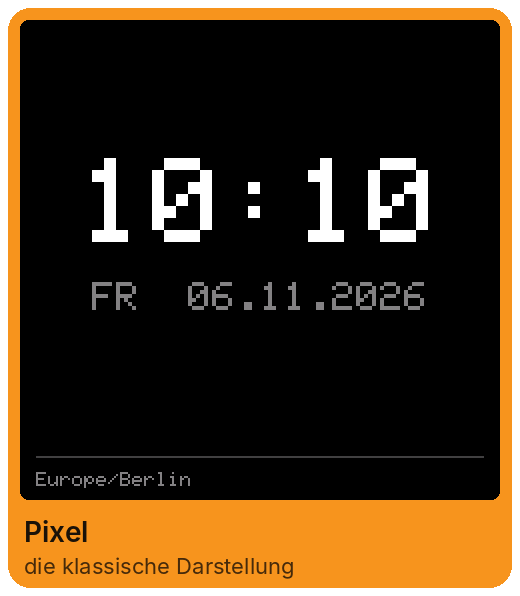 10:10
FR 06.11.2026
Europe/Berlin
Pixel
die klassische Darstellung